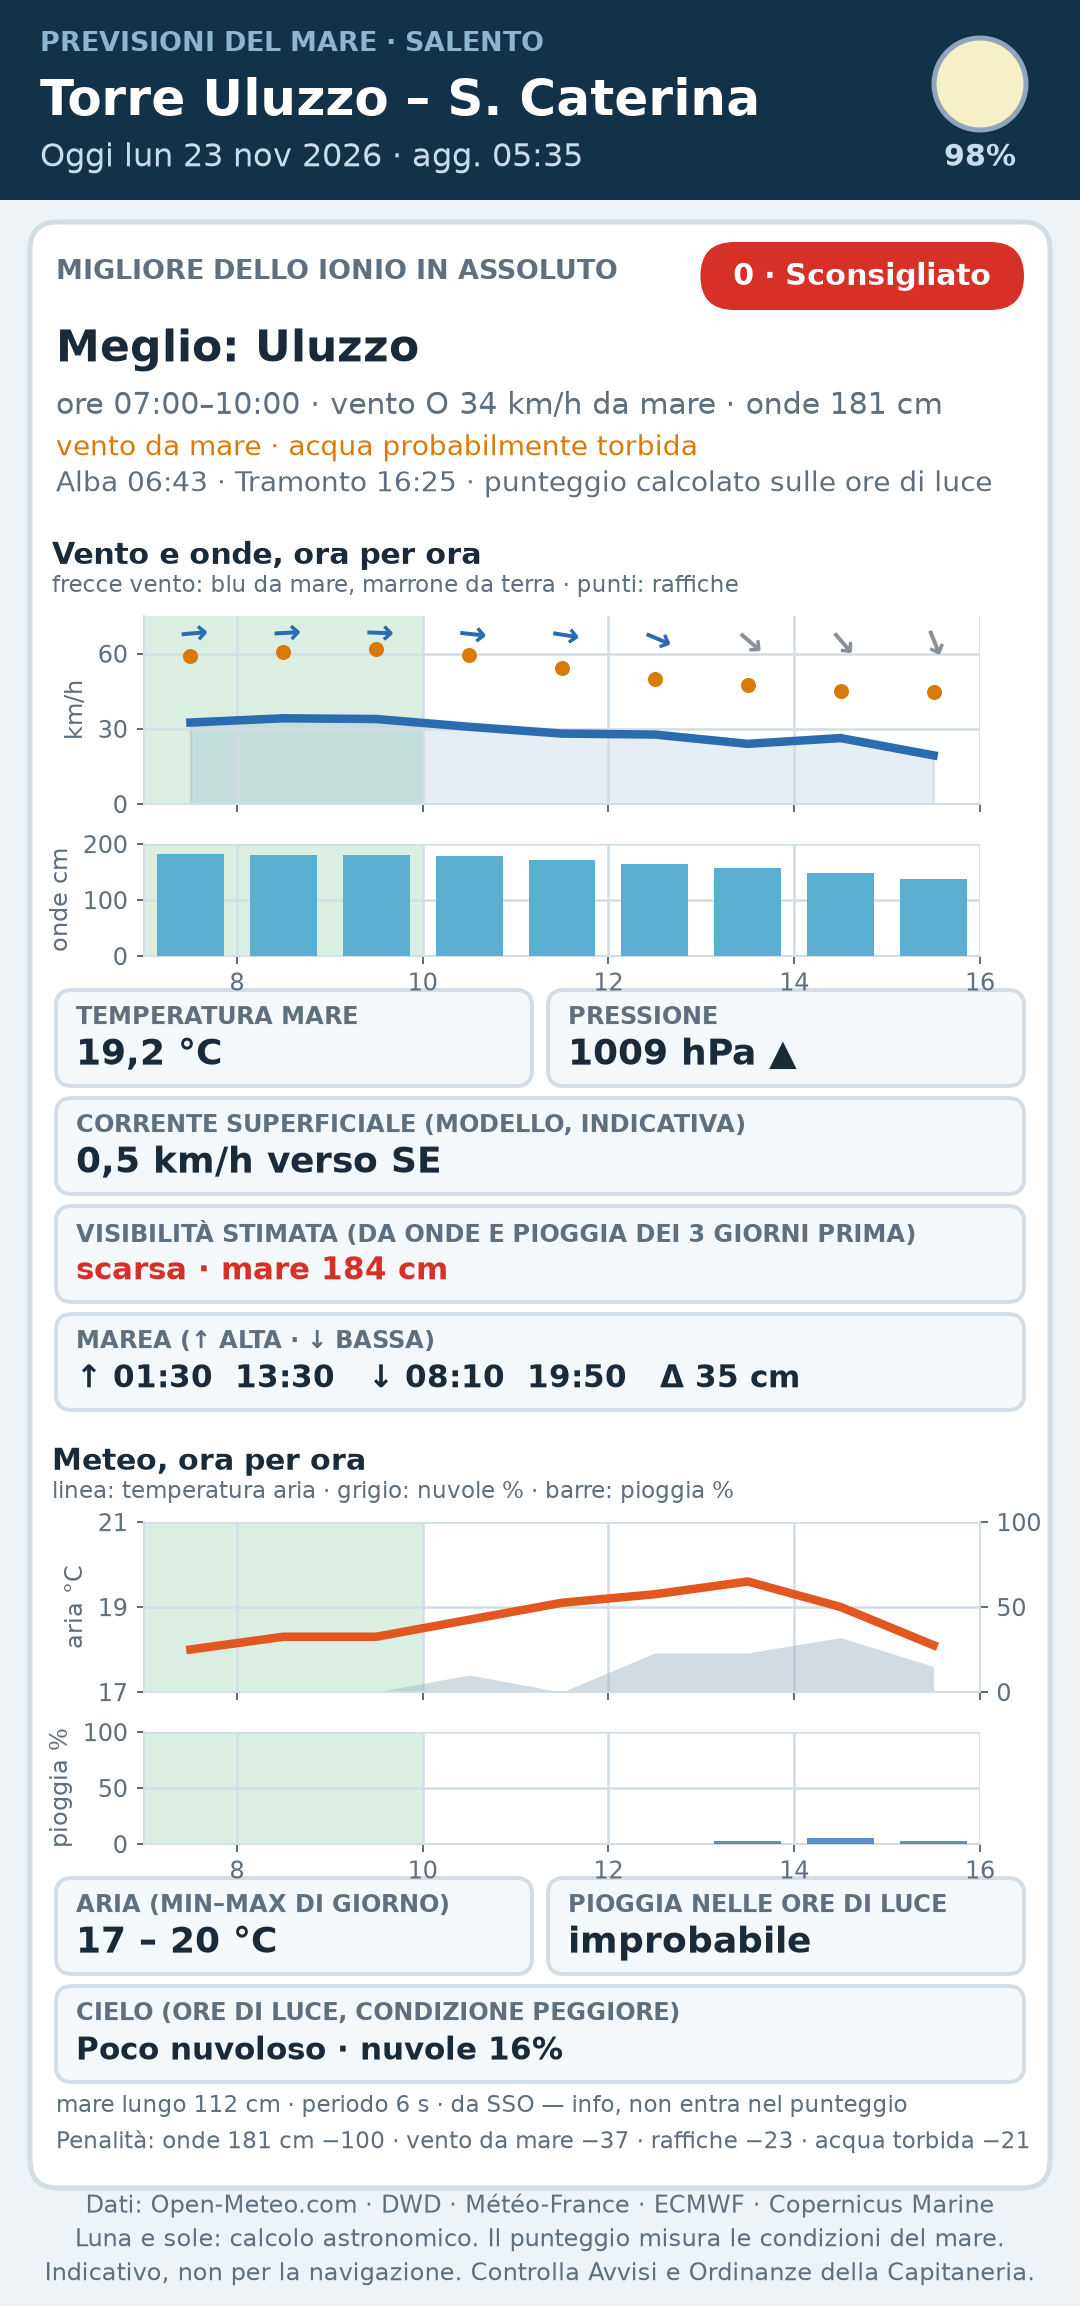 PREVISIONI DEL MARE · SALENTO
Torre Uluzzo – S. Caterina
Oggi lun 23 nov 2026 · agg. 05:35
98%
MIGLIORE DELLO IONIO IN ASSOLUTO
0 · Sconsigliato
Meglio: Uluzzo
ore 07:00–10:00 · vento O 34 km/h da mare · onde 181 cm
vento da mare · acqua probabilmente torbida
Alba 06:43 · Tramonto 16:25 · punteggio calcolato sulle ore di luce
Vento e onde, ora per ora
frecce vento: blu da mare, marrone da terra · punti: raffiche
km/h
60
30
0
onde cm
200
100
0
8 10 12 14 16
TEMPERATURA MARE
19,2 °C
PRESSIONE
1009 hPa ▲
CORRENTE SUPERFICIALE (MODELLO, INDICATIVA)
0,5 km/h verso SE
VISIBILITÀ STIMATA (DA ONDE E PIOGGIA DEI 3 GIORNI PRIMA)
scarsa · mare 184 cm
MAREA (↑ ALTA · ↓ BASSA)
↑ 01:30 13:30 ↓ 08:10 19:50 Δ 35 cm
Meteo, ora per ora
linea: temperatura aria · grigio: nuvole % · barre: pioggia %
aria °C
21
19
17
100
50
0
pioggia %
100
50
0
8 10 12 14 16
ARIA (MIN–MAX DI GIORNO)
17 – 20 °C
PIOGGIA NELLE ORE DI LUCE
improbabile
CIELO (ORE DI LUCE, CONDIZIONE PEGGIORE)
Poco nuvoloso · nuvole 16%
mare lungo 112 cm · periodo 6 s · da SSO — info, non entra nel punteggio
Penalità: onde 181 cm −100 · vento da mare −37 · raffiche −23 · acqua torbida −21
Dati: Open-Meteo.com · DWD · Météo-France · ECMWF · Copernicus Marine
Luna e sole: calcolo astronomico. Il punteggio misura le condizioni del mare.
Indicativo, non per la navigazione. Controlla Avvisi e Ordinanze della Capitaneria.